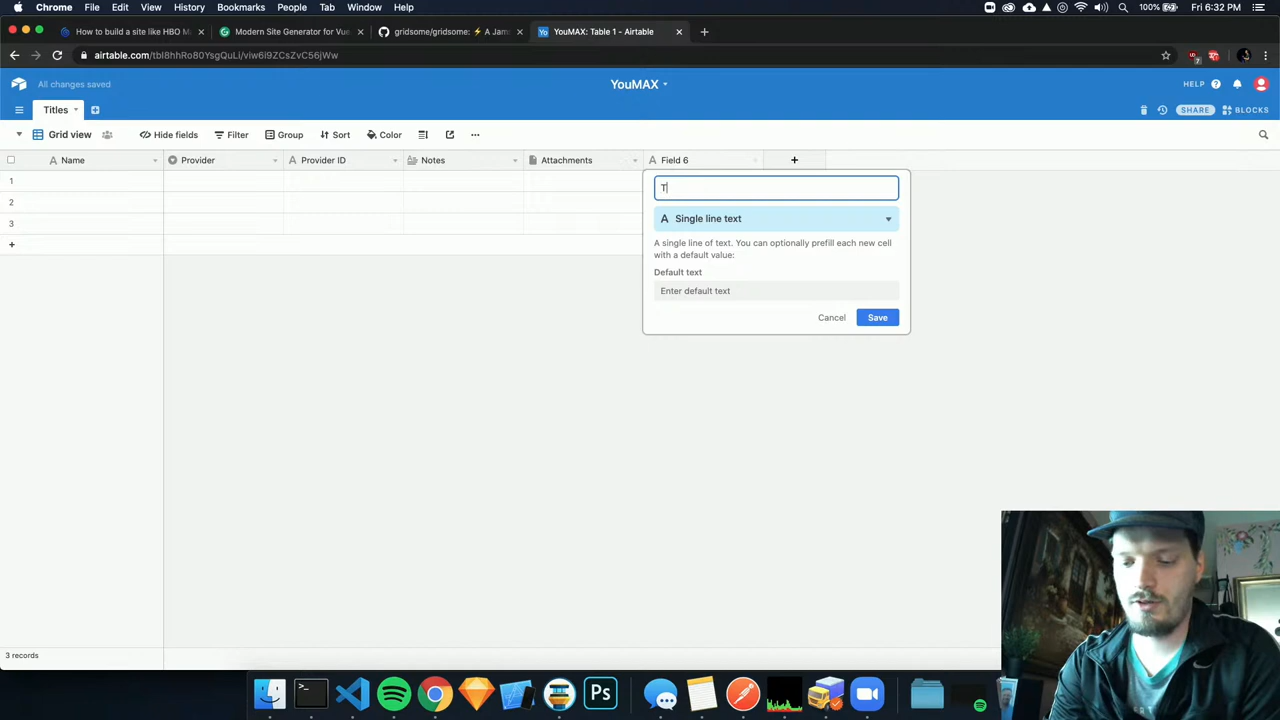 Chrome File Edit View History Bookmarks People Tab Window Help 100% Fri 6:32 PM
How to build a site like HBO M Modern Site Generator for Vue gridsome/gridsome: ⚡ A Jam YouMAX: Table 1 - Airtable
airtable.com/tbl8hhRo80YsgQuLi/viw6i9ZCsZvC56jWw
All changes saved YouMAX HELP
Titles SHARE BLOCKS
Grid view Hide fields Filter Group Sort Color
Name Provider Provider ID Notes Attachments Field 6 +
1
T
2
Single line text
3
A single line of text. You can optionally prefill each new cell
+
with a default value:
Default text
Enter default text
Cancel Save
3 records
Ps